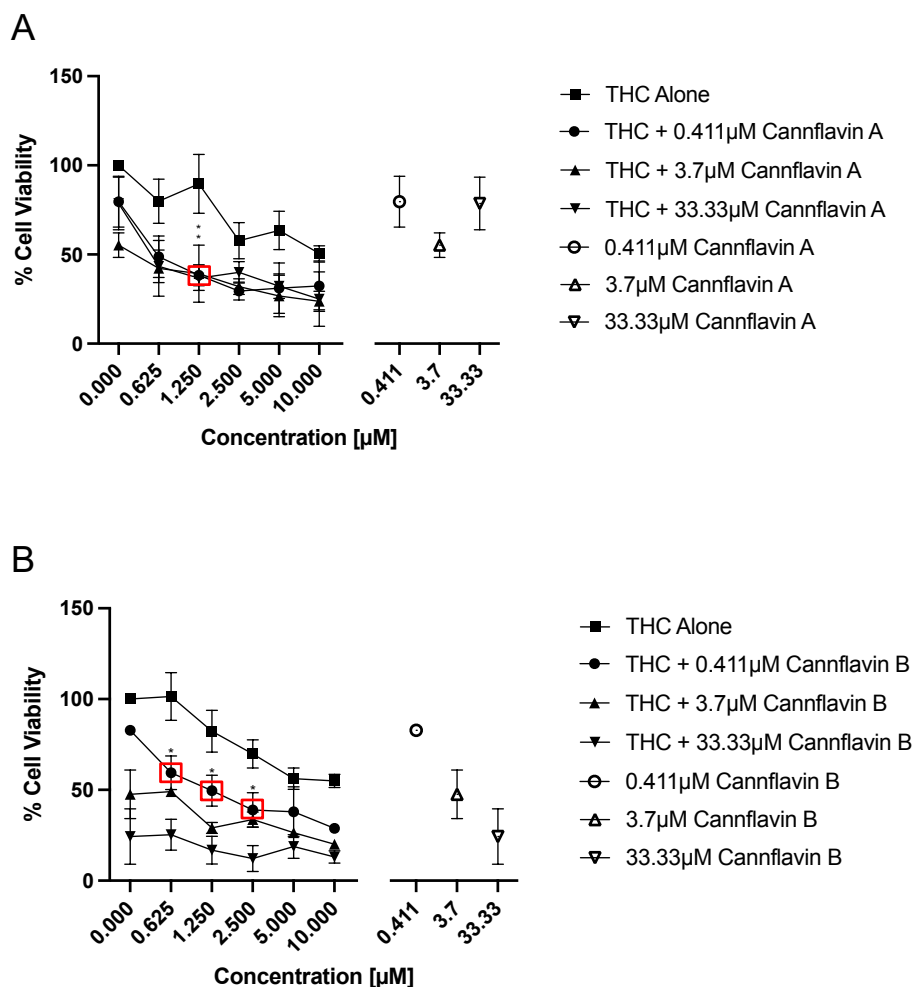 A
150
100
50
0
% Cell Viability
*
*
0.000 0.625 1.250 2.500 5.000 10.000 0.411 3.7 33.33
Concentration [µM]
THC Alone
THC + 0.411µM Cannflavin A
THC + 3.7µM Cannflavin A
THC + 33.33µM Cannflavin A
0.411µM Cannflavin A
3.7µM Cannflavin A
33.33µM Cannflavin A
B
150
100
50
0
% Cell Viability
* * *
0.000 0.625 1.250 2.500 5.000 10.000 0.411 3.7 33.33
Concentration [µM]
THC Alone
THC + 0.411µM Cannflavin B
THC + 3.7µM Cannflavin B
THC + 33.33µM Cannflavin B
0.411µM Cannflavin B
3.7µM Cannflavin B
33.33µM Cannflavin B